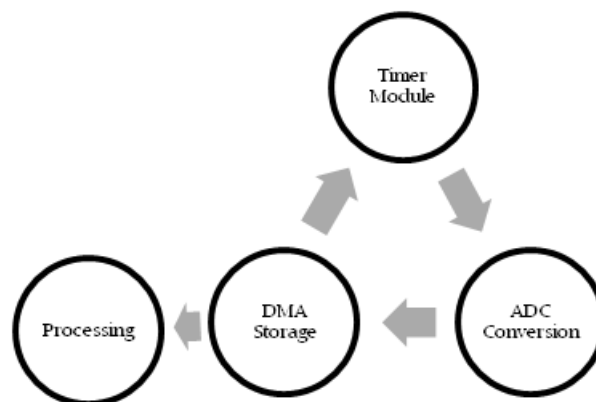 Timer
Module
Processing
DMA
Storage
ADC
Conversion